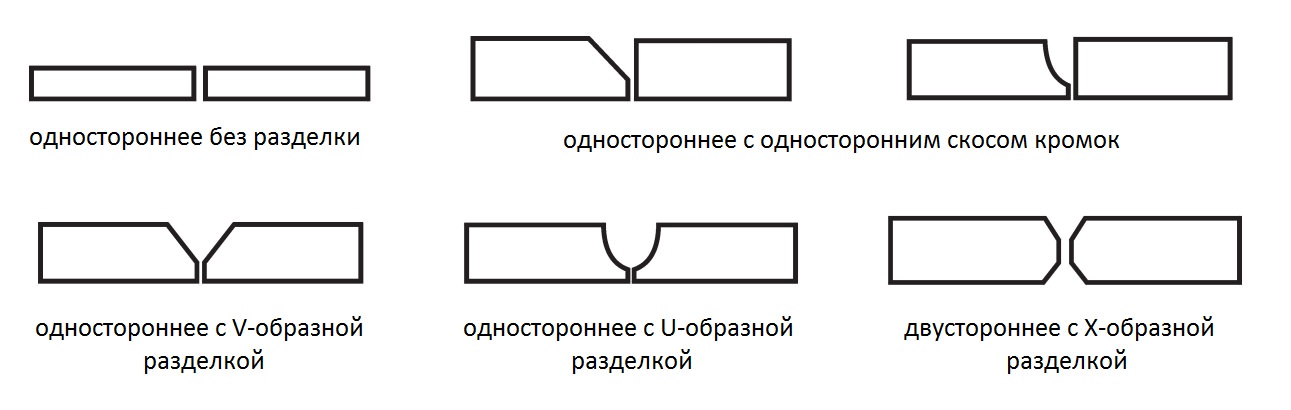 одностороннее без разделки
одностороннее с односторонним скосом кромок
одностороннее с V-образной
разделкой
одностороннее с U-образной
разделкой
двустороннее с X-образной
разделкой